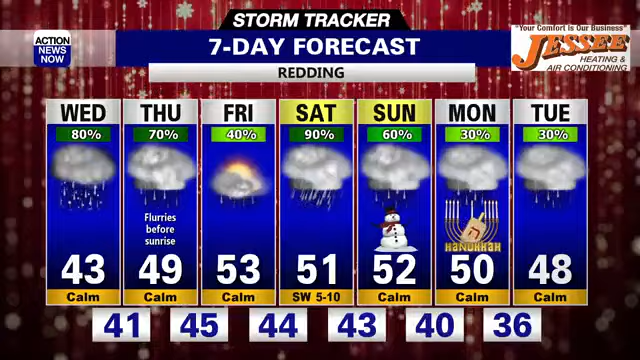 STORM TRACKER
ACTION
NEWS
NOW
7-DAY FORECAST
REDDING
"Your Comfort is Our Business"
JESSEE
HEATING &
AIR CONDITIONING
WED THU FRI SAT SUN MON TUE
80% 70% 40% 90% 60% 30% 30%
Flurries
before
sunrise
HANUKKAH
43 49 53 51 52 50 48
Calm Calm Calm SW 5-10 Calm Calm Calm
41 45 44 43 40 36